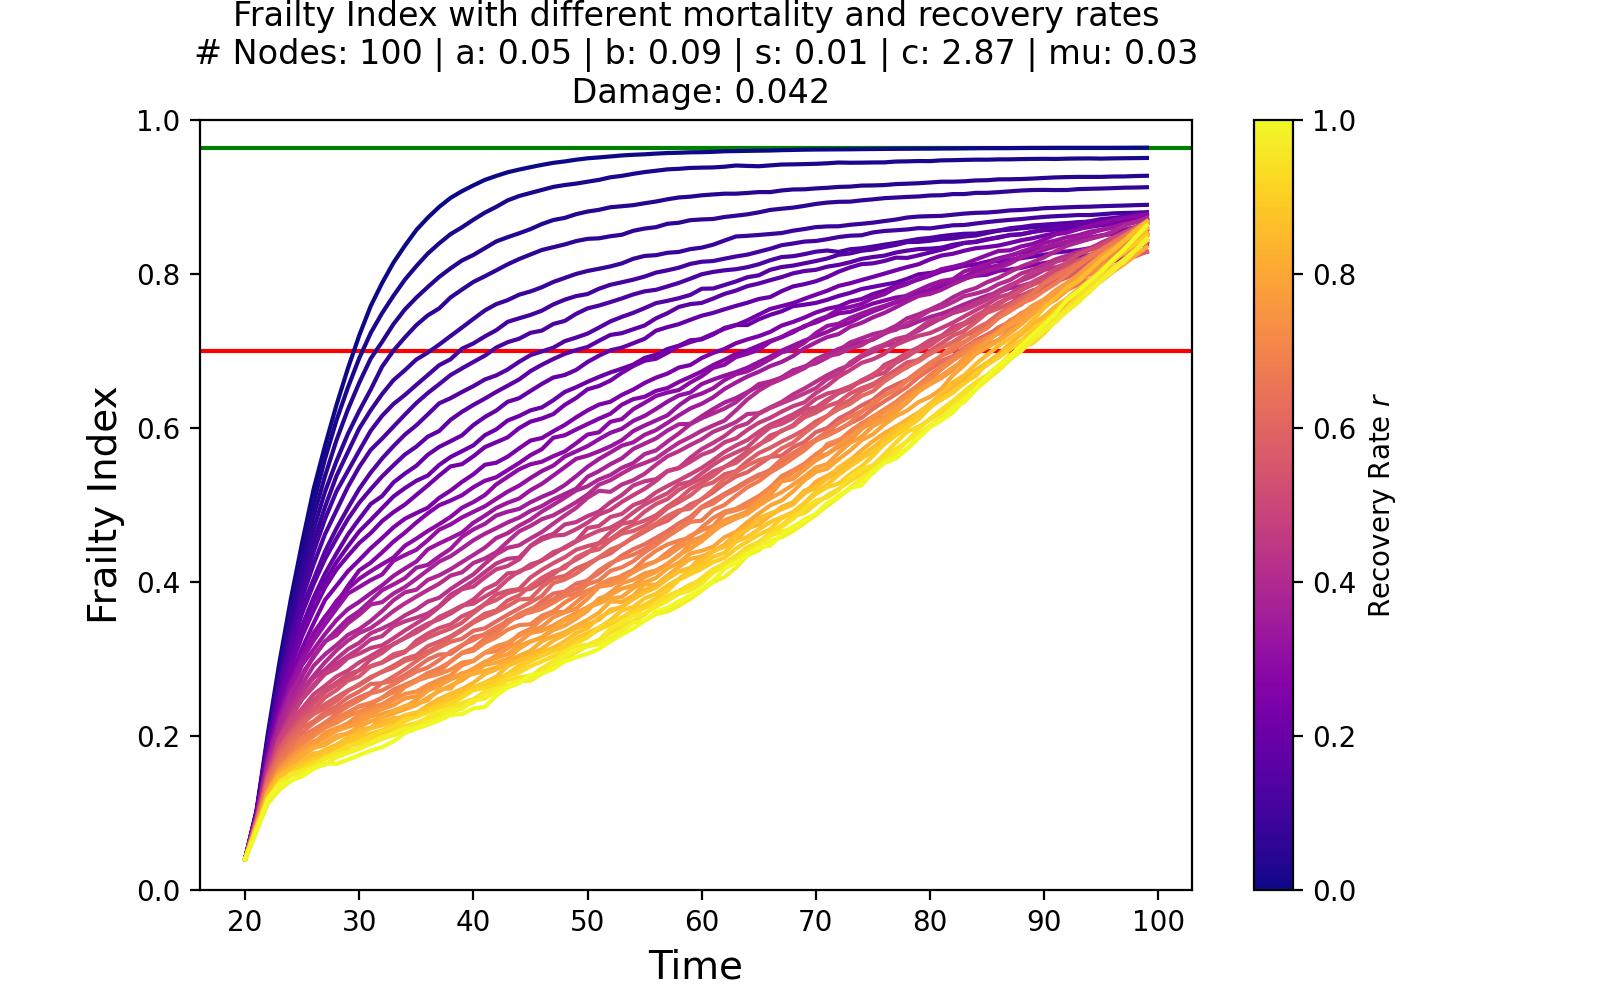 Frailty Index with different mortality and recovery rates
# Nodes: 100 | a: 0.05 | b: 0.09 | s: 0.01 | c: 2.87 | mu: 0.03
Damage: 0.042
1.0
0.8
0.6
0.4
0.2
0.0
Frailty Index
20 30 40 50 60 70 80 90 100
Time
1.0
0.8
0.6
0.4
0.2
0.0
Recovery Rate r